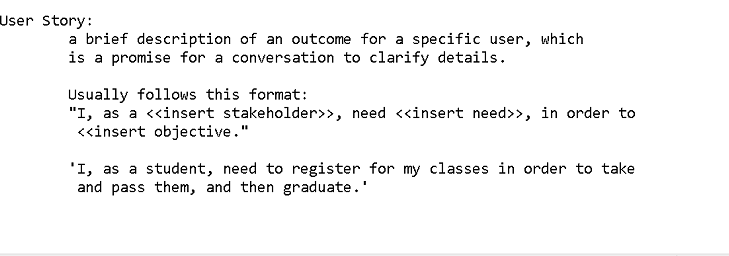 User Story:
a brief description of an outcome for a specific user, which
is a promise for a conversation to clarify details.
Usually follows this format:
"I, as a <<insert stakeholder>>, need <<insert need>>, in order to
<<insert objective."
'I, as a student, need to register for my classes in order to take
and pass them, and then graduate.'